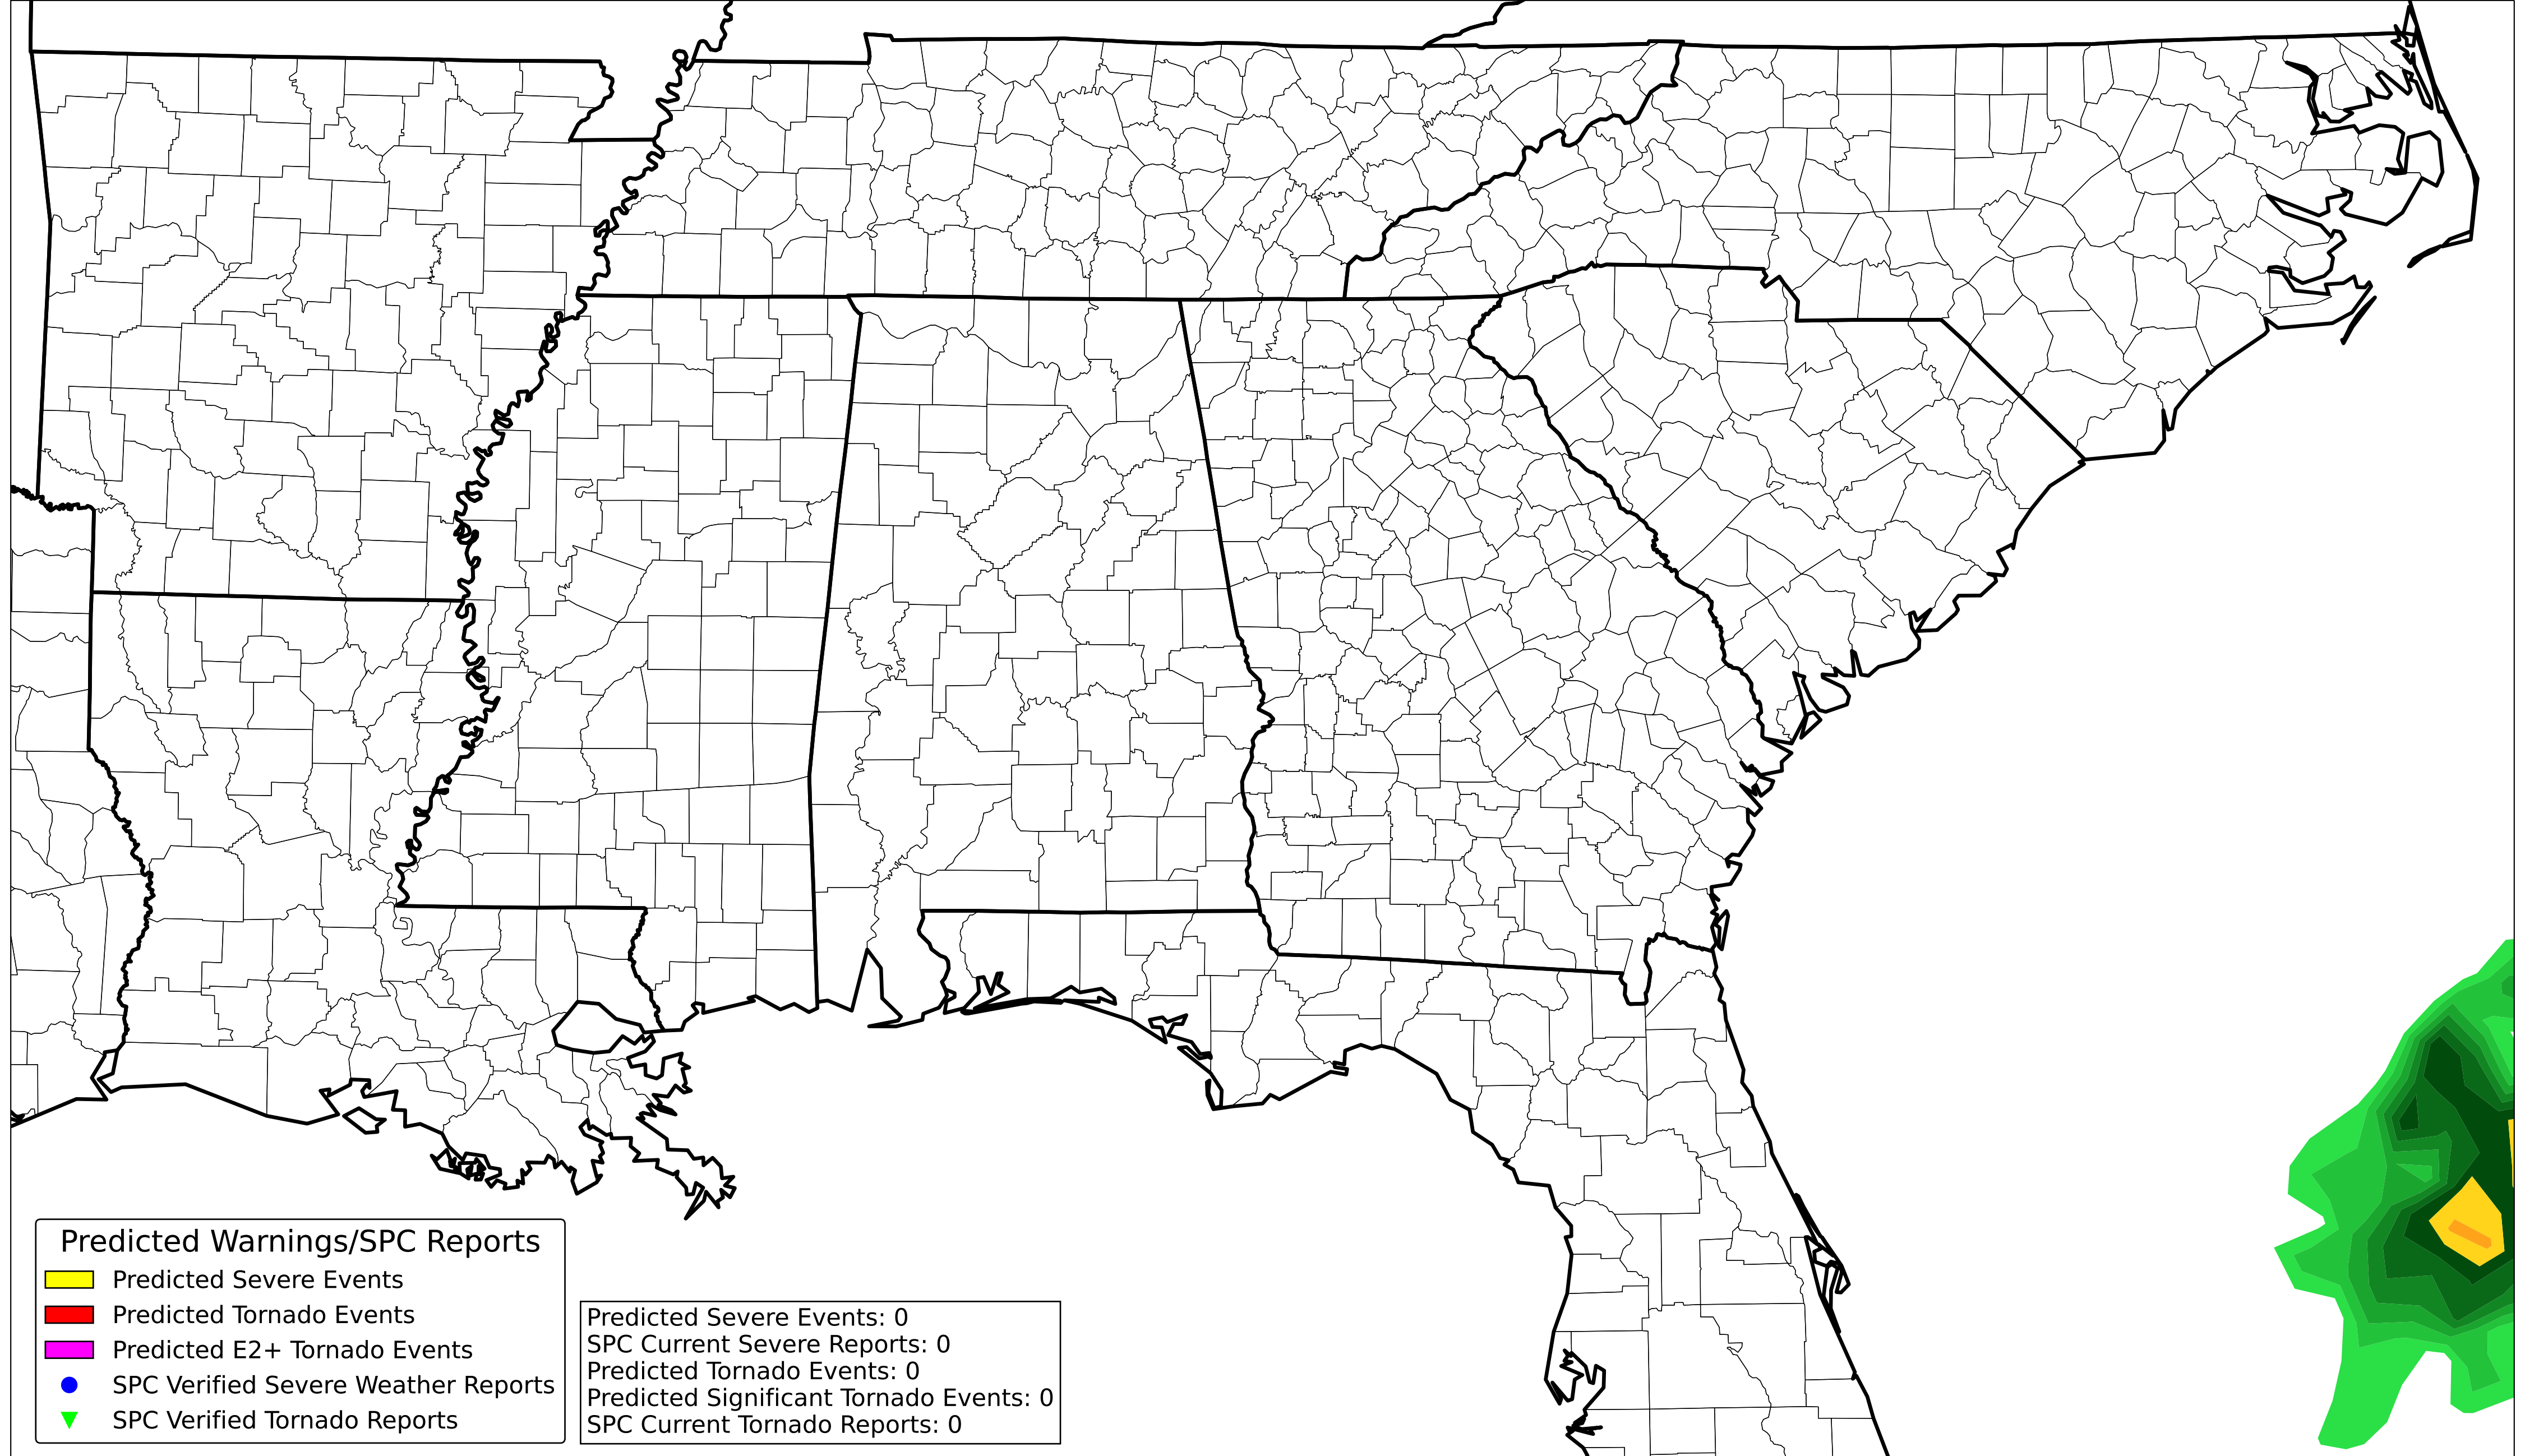 Predicted Warnings/SPC Reports
Predicted Severe Events
Predicted Tornado Events
Predicted E2+ Tornado Events
SPC Verified Severe Weather Reports
SPC Verified Tornado Reports
Predicted Severe Events: 0
SPC Current Severe Reports: 0
Predicted Tornado Events: 0
Predicted Significant Tornado Events: 0
SPC Current Tornado Reports: 0